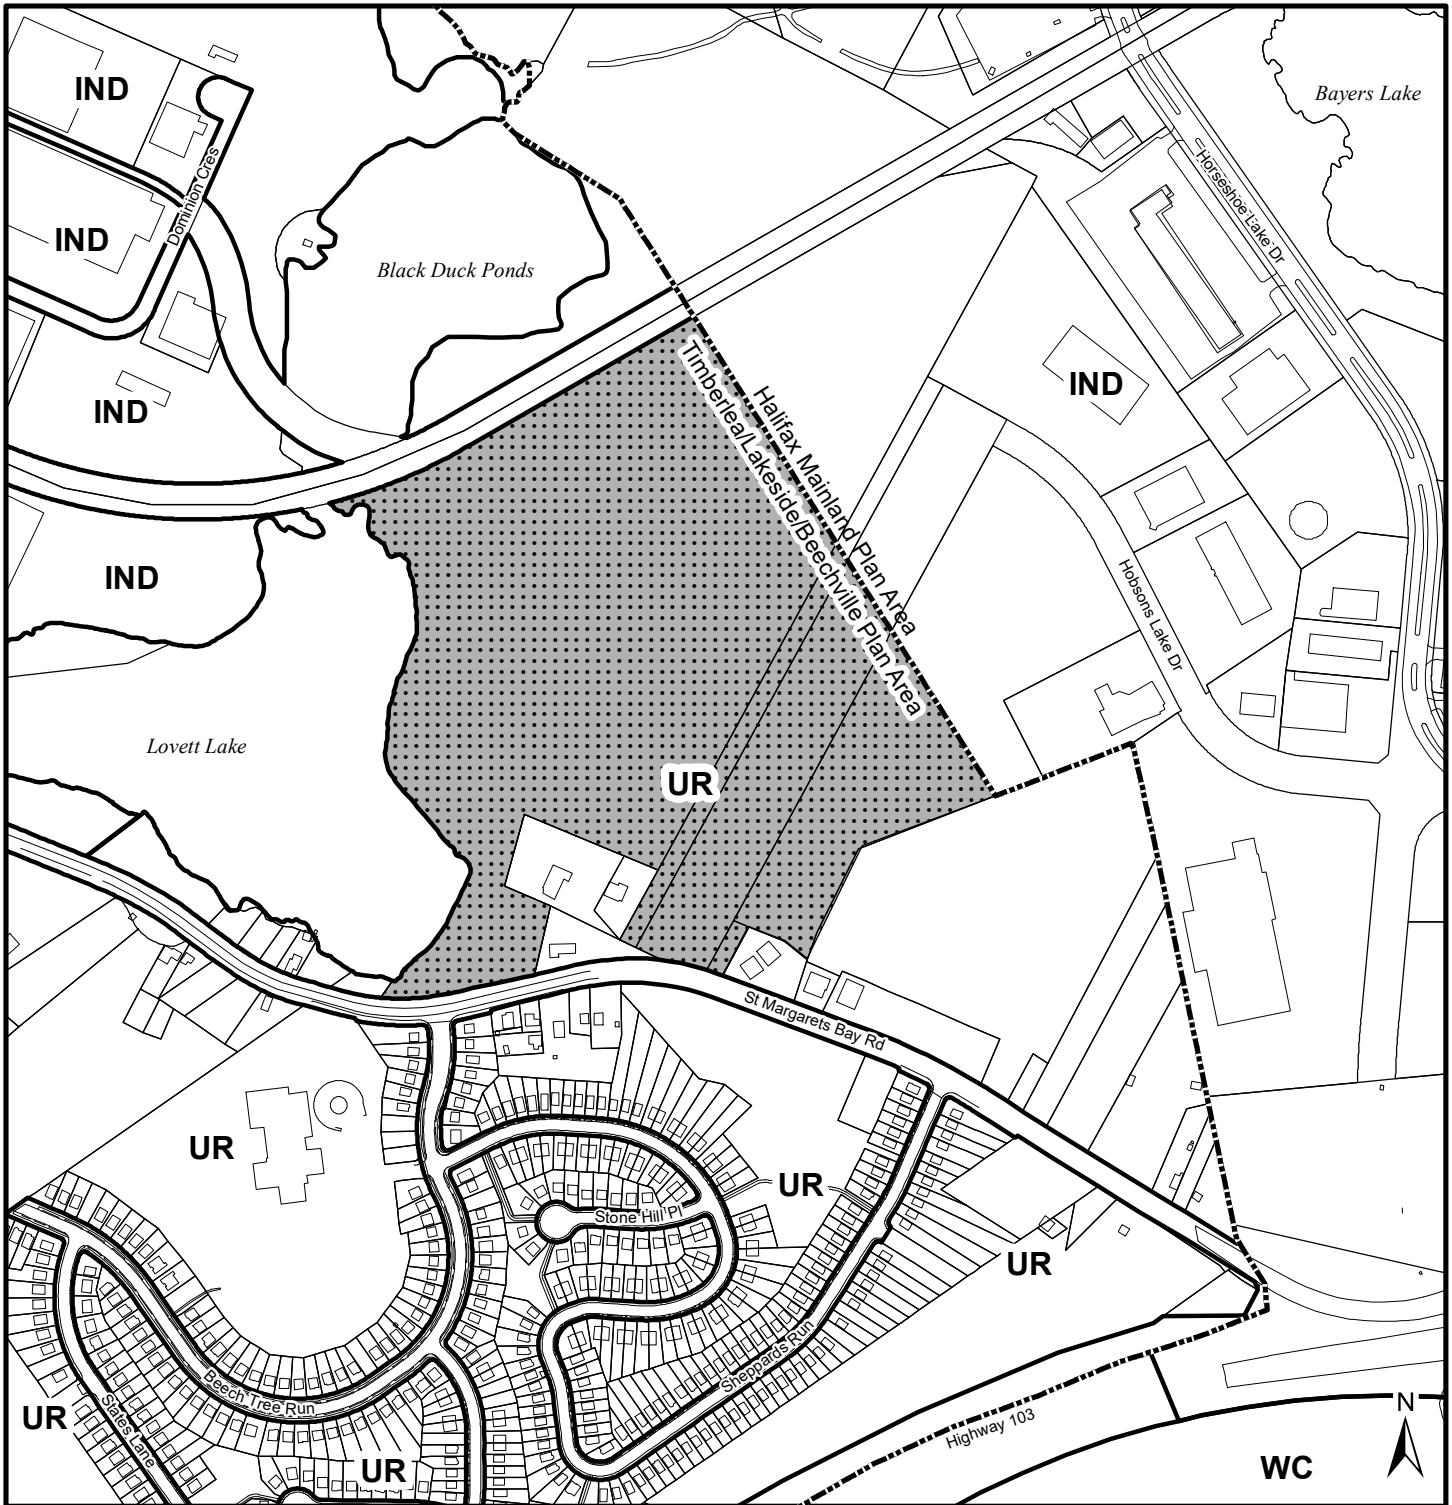 IND
Bayers Lake
Dominion Cres
Horseshoe Lake Dr
IND
Black Duck Ponds
Halifax Mainland Plan Area
Timberlea/Lakeside/Beechville Plan Area
IND
IND
IND
Hobsons Lake Dr
Lovett Lake
UR
St Margarets Bay Rd
UR
UR
Stone Hill Pl
UR
Sheppards Run
Beech Tree Run
States Lane
UR
UR
Highway 103
N
WC